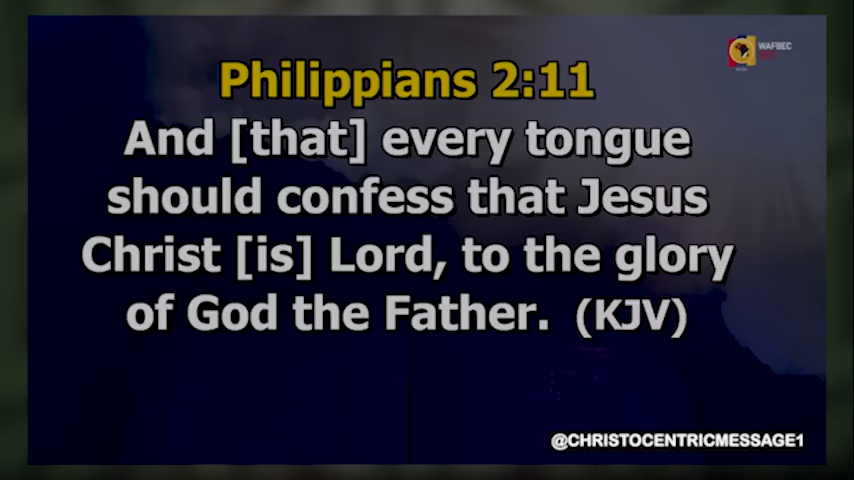 WAFBEC
Philippians 2:11
And [that] every tongue
should confess that Jesus
Christ [is] Lord, to the glory
of God the Father. (KJV)
@CHRISTOCENTRICMESSAGE1